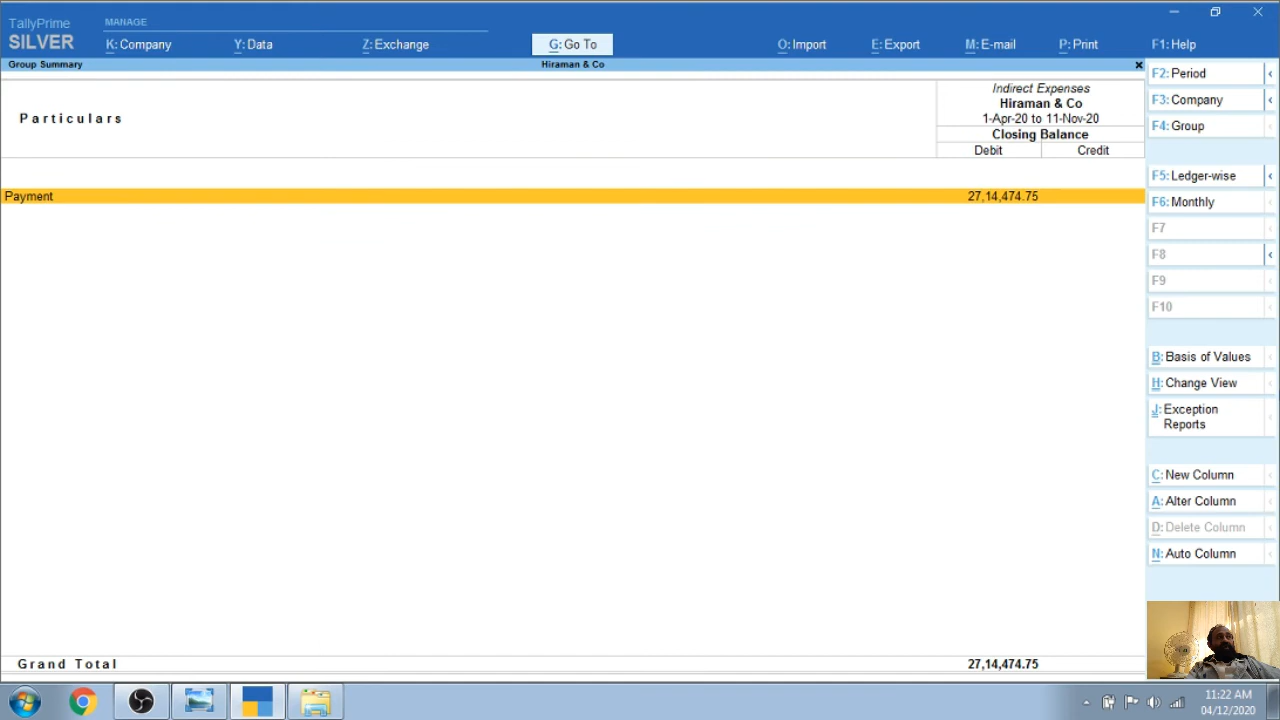 TallyPrime
MANAGE
SILVER
K: Company
Y: Data
Z: Exchange
G: Go To
O: Import
E: Export
M: E-mail
P: Print
F1: Help
Group Summary
Hiraman & Co
F2: Period
F3: Company
F4: Group
F5: Ledger-wise
F6: Monthly
F7
F8
F9
F10
B: Basis of Values
H: Change View
J: Exception
Reports
C: New Column
A: Alter Column
D: Delete Column
N: Auto Column
Particulars
Indirect Expenses
Hiraman & Co
1-Apr-20 to 11-Nov-20
Closing Balance
Debit Credit
Payment 27,14,474.75
Grand Total 27,14,474.75
11:22 AM
04/12/2020